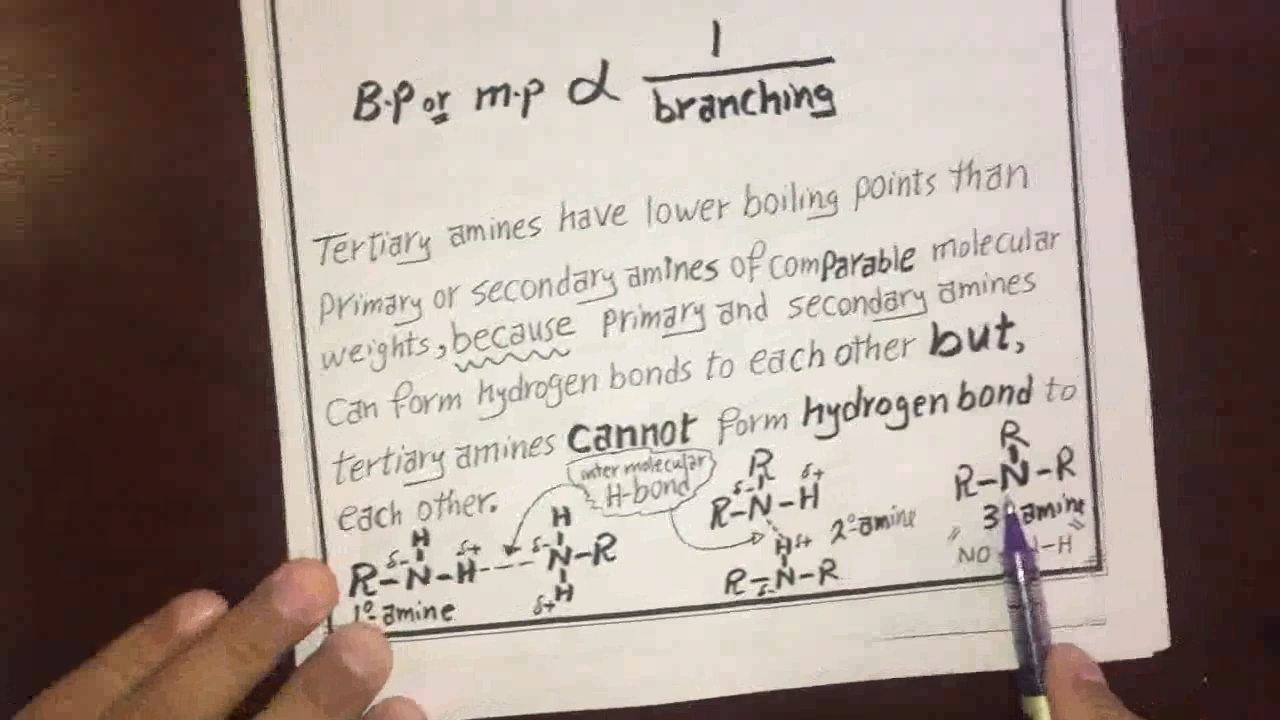 1
B.P or m.p ∝ branching
Tertiary amines have lower boiling points than
primary or secondary amines of comparable molecular
weights, because primary and secondary amines
can form hydrogen bonds to each other but,
tertiary amines cannot form hydrogen bond to
each other.
inter molecular
H-bond
H
δ- δ+
R-N-H---
H
δ-
N-R
H
δ+
1° amine
R
δ- δ+
R-N-H
H δ+
R-N-R
δ-
2° amine
R
R-N-R
3° amine
" NO N-H "